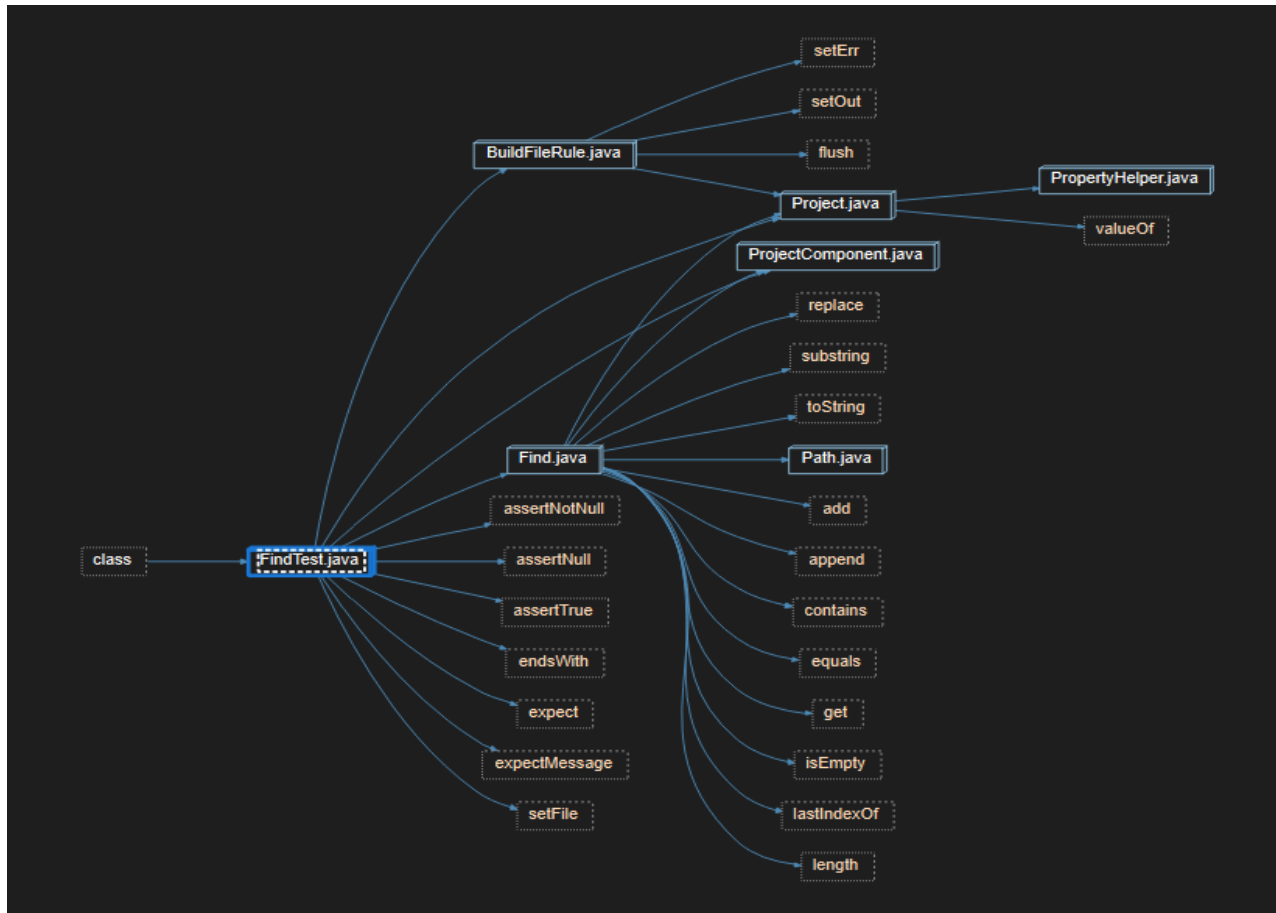 setErr
setOut
BuildFileRule.java
flush
PropertyHelper.java
Project.java
valueOf
ProjectComponent.java
replace
substring
toString
Find.java
Path.java
assertNotNull
add
class
FindTest.java
assertNull
append
assertTrue
contains
endsWith
equals
expect
get
expectMessage
isEmpty
setFile
lastIndexOf
length